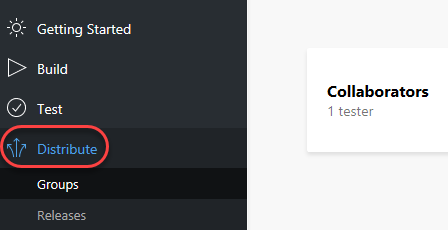 Getting Started
Build
Test
Distribute
Groups
Releases
Collaborators
1 tester